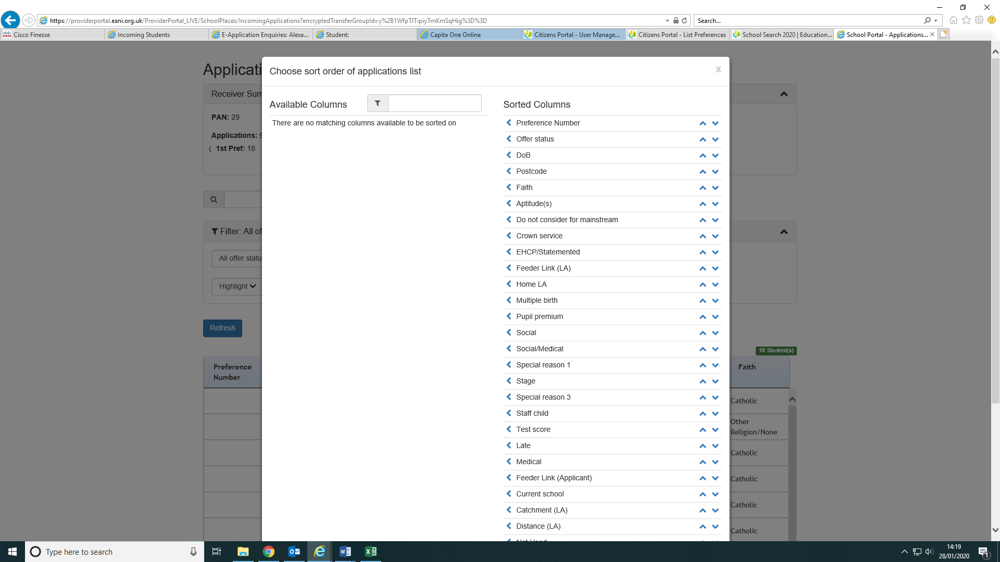 https://providerportal.eani.org.uk/ProviderPortal_LIVE/SchoolPlaces/IncomingApplications?encryptedTransferGroupId=y%2B1WfpTJTipiyTmKmSqHig%3D%3D
Search...
Cisco Finesse
Incoming Students
E-Application Enquiries: Alexa...
Student:
Capita One Online
Citizens Portal - User Manage...
Citizens Portal - List Preferences
School Search 2020 | Education...
School Portal - Applications...
Applicati
Receiver Sum
PAN: 29
Applications: 6
( 1st Pref: 18
Filter: All of
All offer statu
Highlight
Refresh
18 Student(s)
Preference
Number
Faith
Catholic
Other
Religion/None
Catholic
Catholic
Catholic
Catholic
Choose sort order of applications list
x
Available Columns
There are no matching columns available to be sorted on
Sorted Columns
Preference Number
Offer status
DoB
Postcode
Faith
Aptitude(s)
Do not consider for mainstream
Crown service
EHCP/Statemented
Feeder Link (LA)
Home LA
Multiple birth
Pupil premium
Social
Social/Medical
Special reason 1
Stage
Special reason 3
Staff child
Test score
Late
Medical
Feeder Link (Applicant)
Current school
Catchment (LA)
Distance (LA)
Not Used
Type here to search
14:19
28/01/2020
1